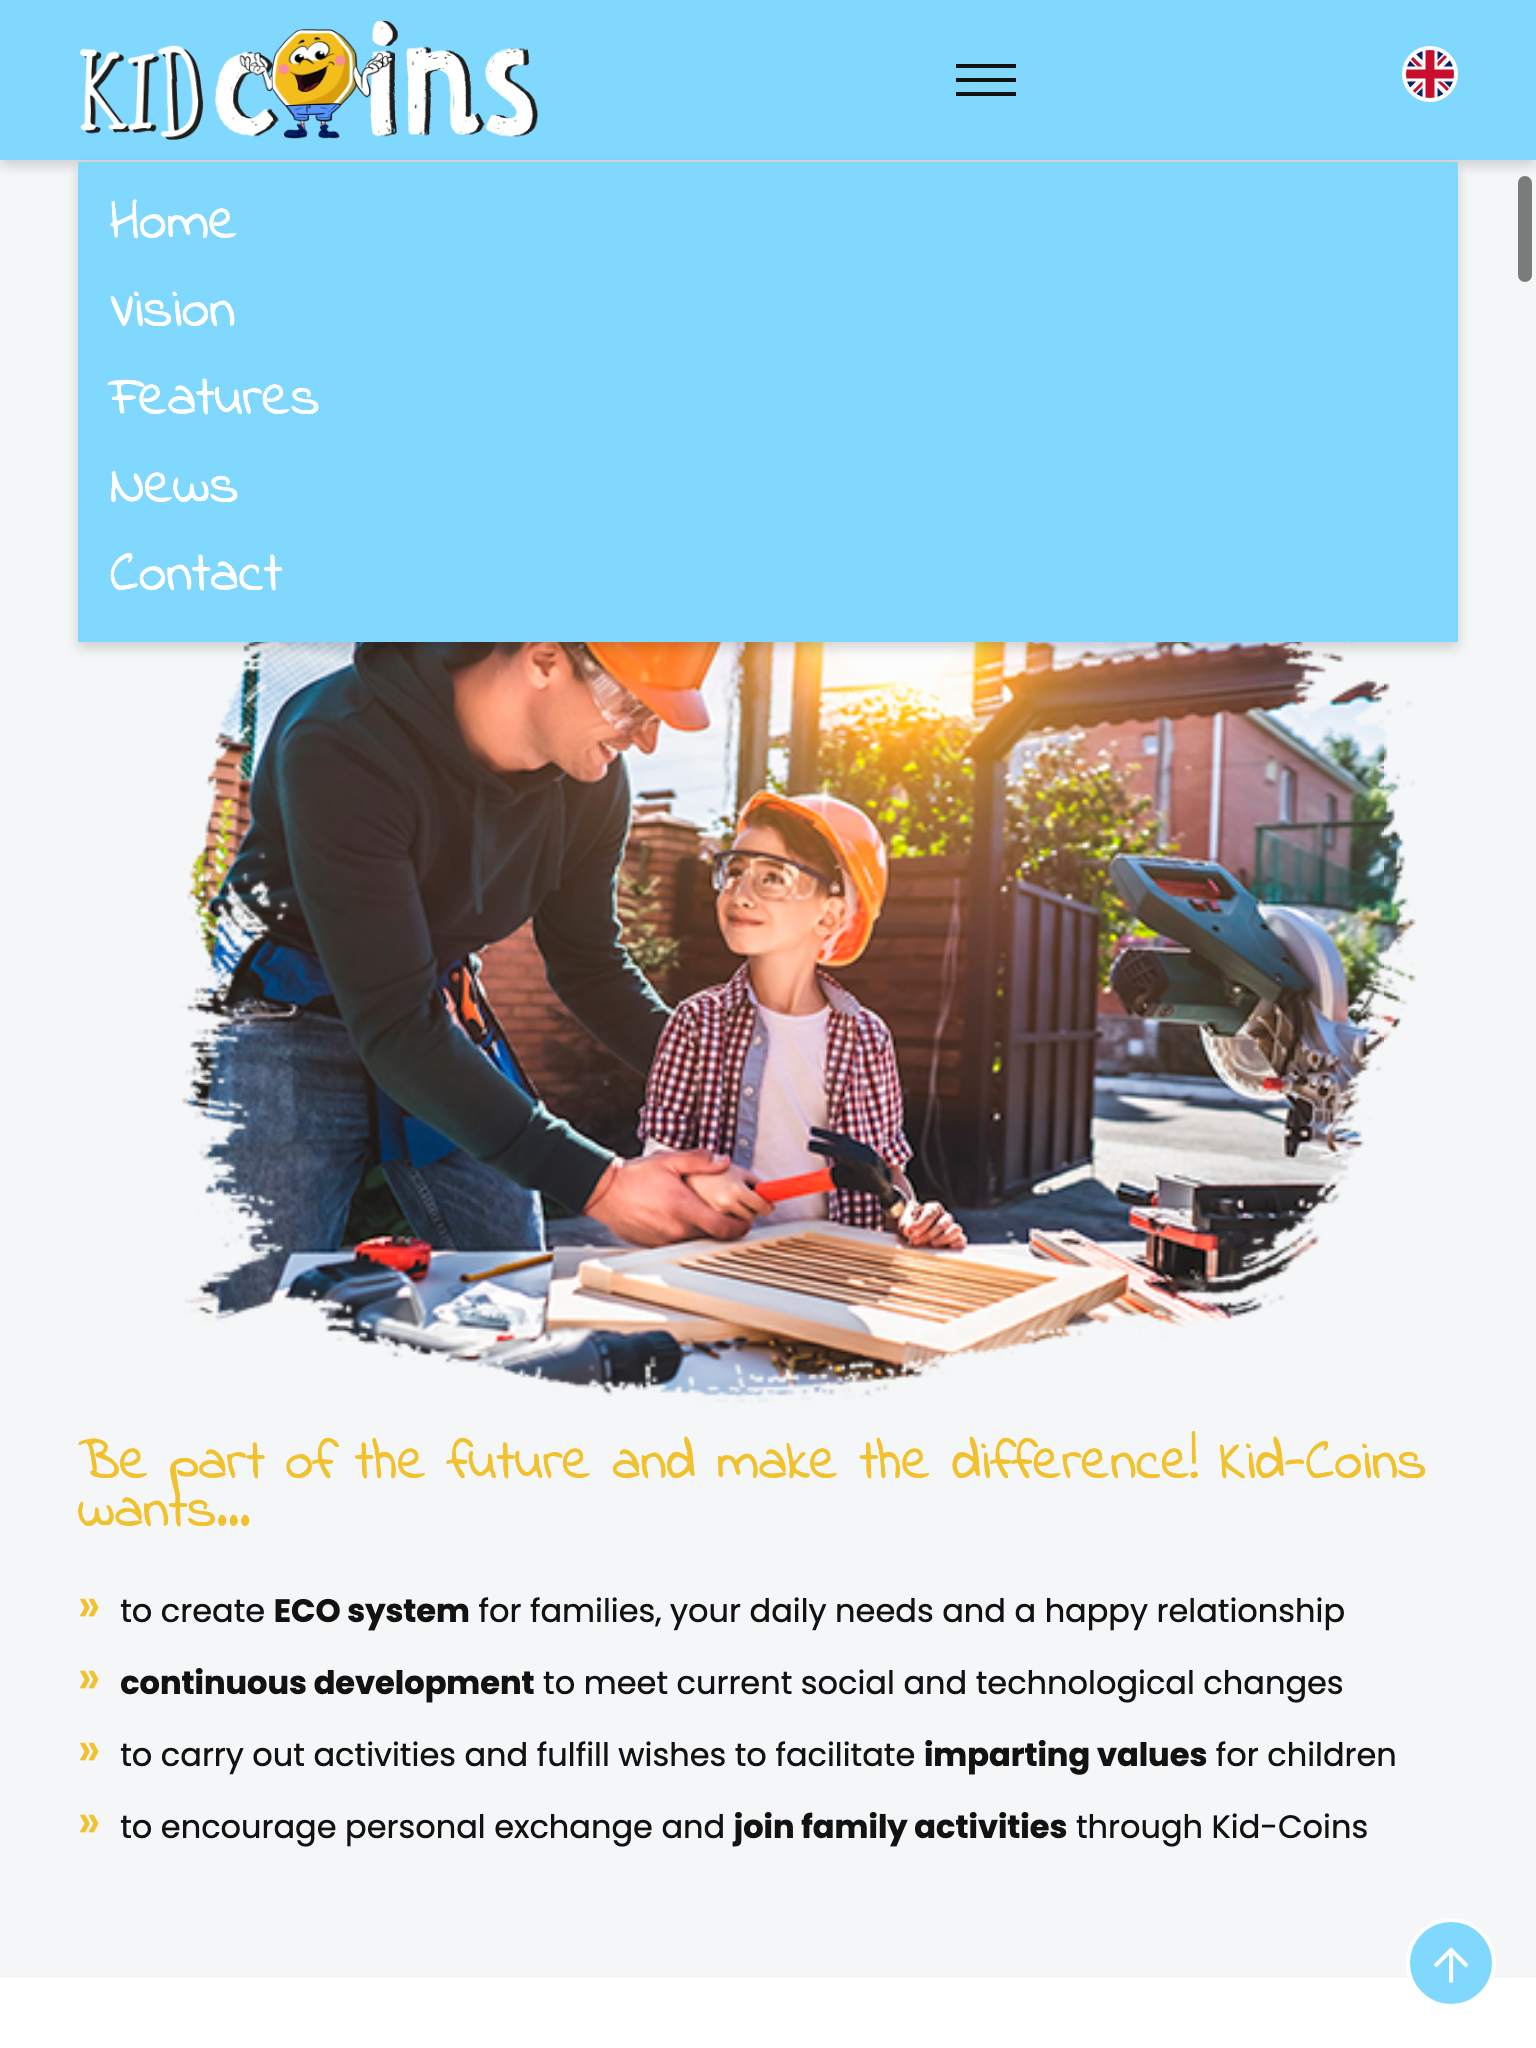 KID coins
Home
Vision
Features
News
Contact
Be part of the future and make the difference! Kid-Coins
wants...
» to create ECO system for families, your daily needs and a happy relationship
» continuous development to meet current social and technological changes
» to carry out activities and fulfill wishes to facilitate imparting values for children
» to encourage personal exchange and join family activities through Kid-Coins